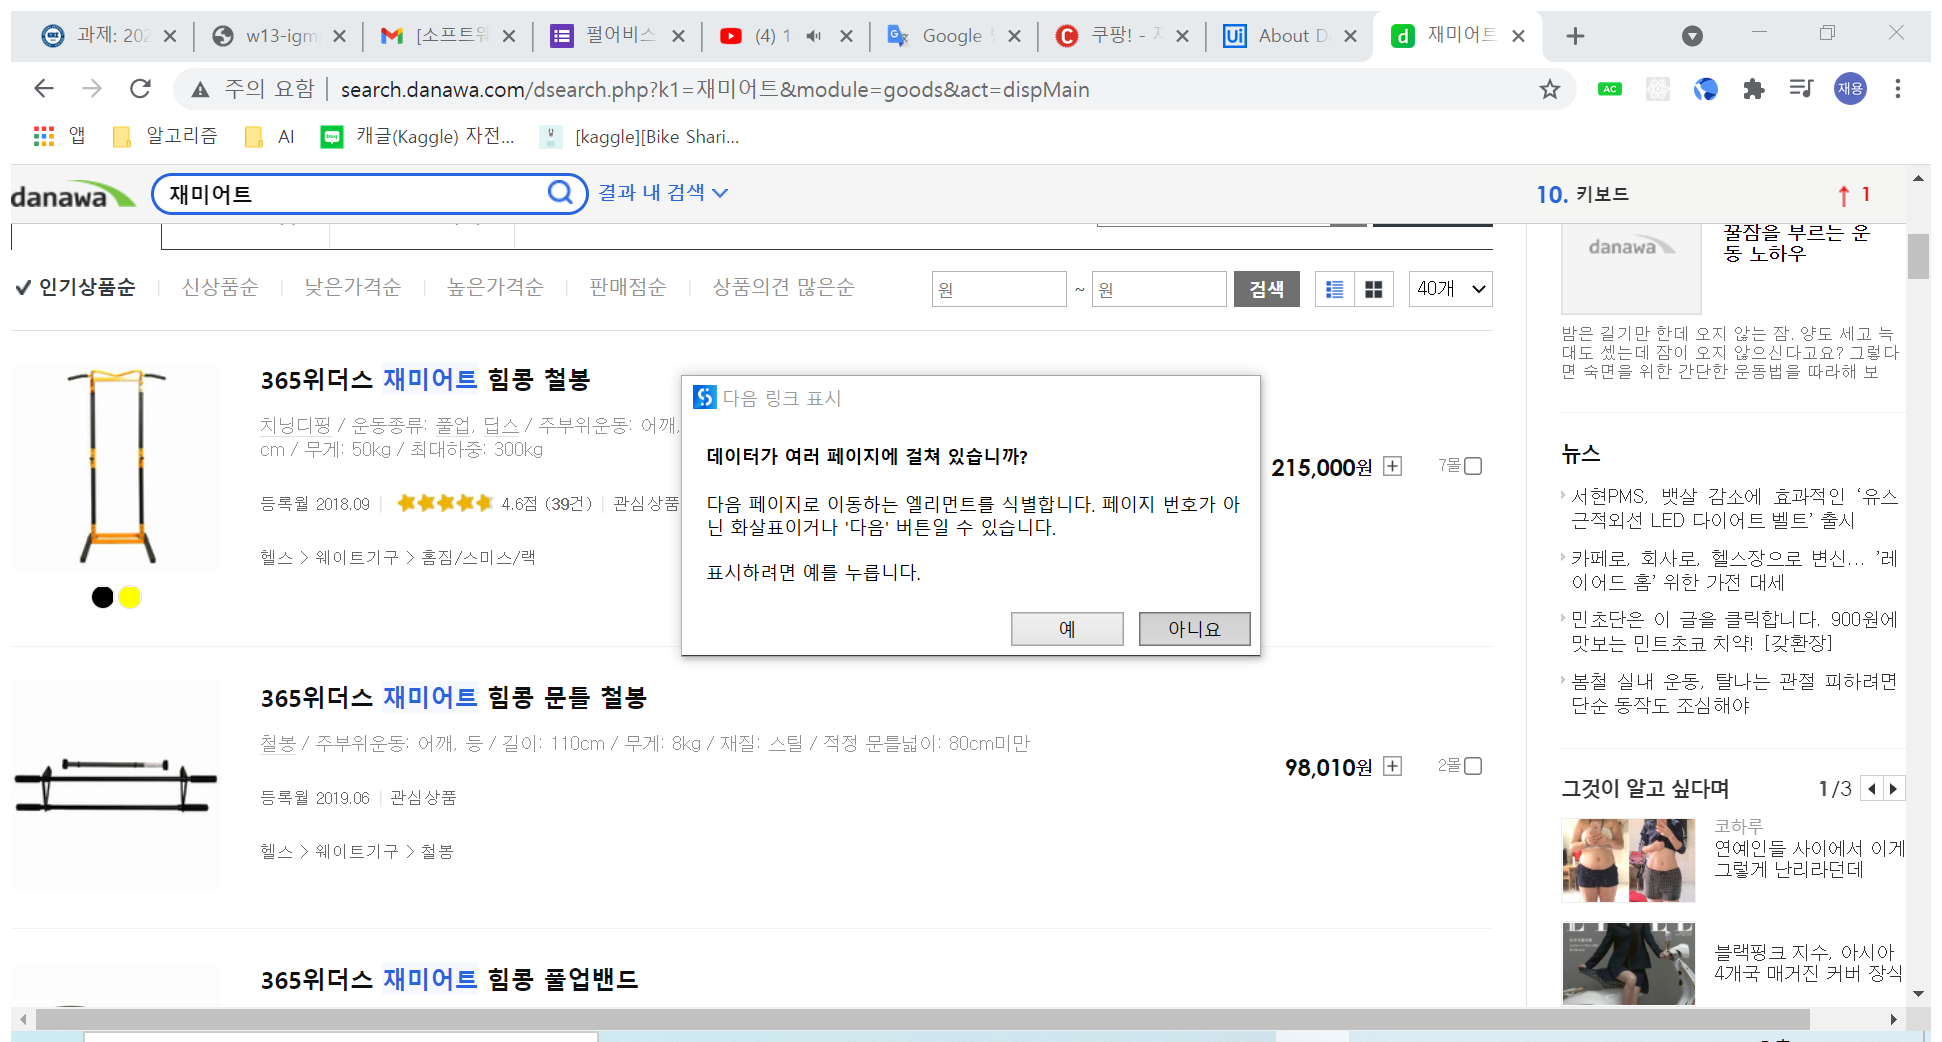 과제: 202
w13-igm
[소프트웨
펄어비스
(4) 1
Google
쿠팡! -
About D
재미어트
주의 요함 search.danawa.com/dsearch.php?k1=재미어트&module=goods&act=dispMain
AC
재용
앱
알고리즘
AI
캐글(Kaggle) 자전...
[kaggle][Bike Shari...
danawa
재미어트
결과 내 검색
10. 키보드
1
인기상품순
신상품순
낮은가격순
높은가격순
판매점순
상품의견 많은순
원 ~ 원
검색
40개
365위더스 재미어트 힘콩 철봉
치닝디핑 / 운동종류: 풀업, 딥스 / 주부위운동: 어깨,
cm / 무게: 50kg / 최대하중: 300kg
등록월 2018.09
4.6점 (39건)
관심상품
헬스 > 웨이트기구 > 홈짐/스미스/랙
215,000원
7몰
다음 링크 표시
데이터가 여러 페이지에 걸쳐 있습니까?
다음 페이지로 이동하는 엘리먼트를 식별합니다. 페이지 번호가 아
닌 화살표이거나 '다음' 버튼일 수 있습니다.
표시하려면 예를 누릅니다.
예
아니요
365위더스 재미어트 힘콩 문틀 철봉
철봉 / 주부위운동: 어깨, 등 / 길이: 110cm / 무게: 8kg / 재질: 스틸 / 적정 문틀넓이: 80cm미만
등록월 2019.06
관심상품
헬스 > 웨이트기구 > 철봉
98,010원
2몰
365위더스 재미어트 힘콩 풀업밴드
danawa
꿀잠을 부르는 운
동 노하우
밤은 길기만 한데 오지 않는 잠. 양도 세고 늑
대도 셌는데 잠이 오지 않으신다고요? 그렇다
면 숙면을 위한 간단한 운동법을 따라해 보
뉴스
서현PMS, 뱃살 감소에 효과적인 ‘유스
근적외선 LED 다이어트 벨트’ 출시
카페로, 회사로, 헬스장으로 변신… ’레
이어드 홈’ 위한 가전 대세
민초단은 이 글을 클릭합니다. 900원에
맛보는 민트초코 치약! [갖환장]
봄철 실내 운동, 탈나는 관절 피하려면
단순 동작도 조심해야
그것이 알고 싶다며
1/3
코하루
연예인들 사이에서 이게
그렇게 난리라던데
블랙핑크 지수, 아시아
4개국 매거진 커버 장식